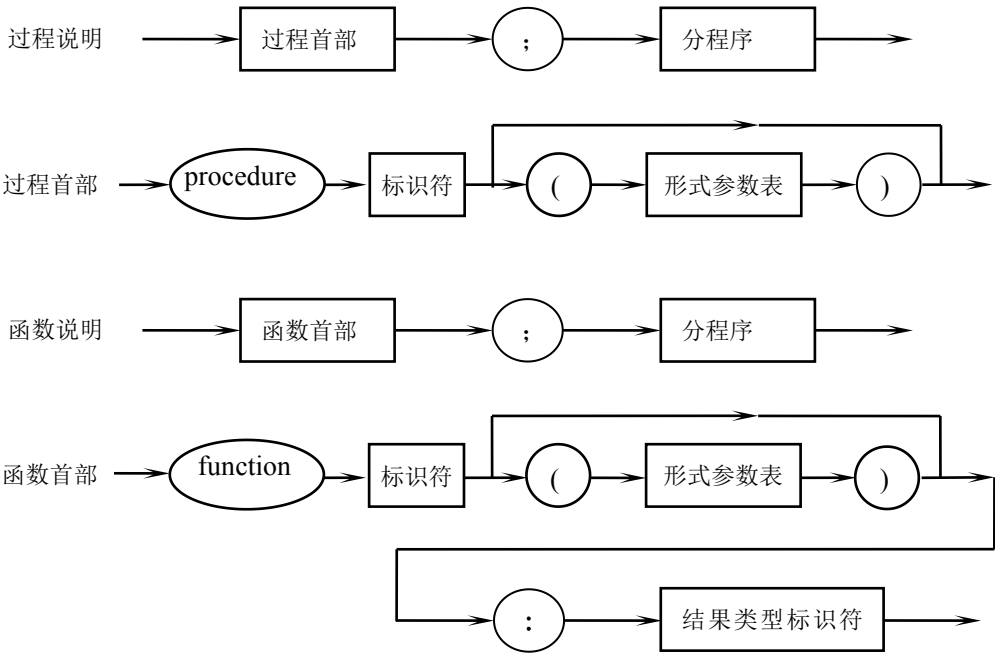 过程说明 过程首部 ; 分程序
过程首部 procedure 标识符 ( 形式参数表 )
函数说明 函数首部 ; 分程序
函数首部 function 标识符 ( 形式参数表 )
: 结果类型标识符